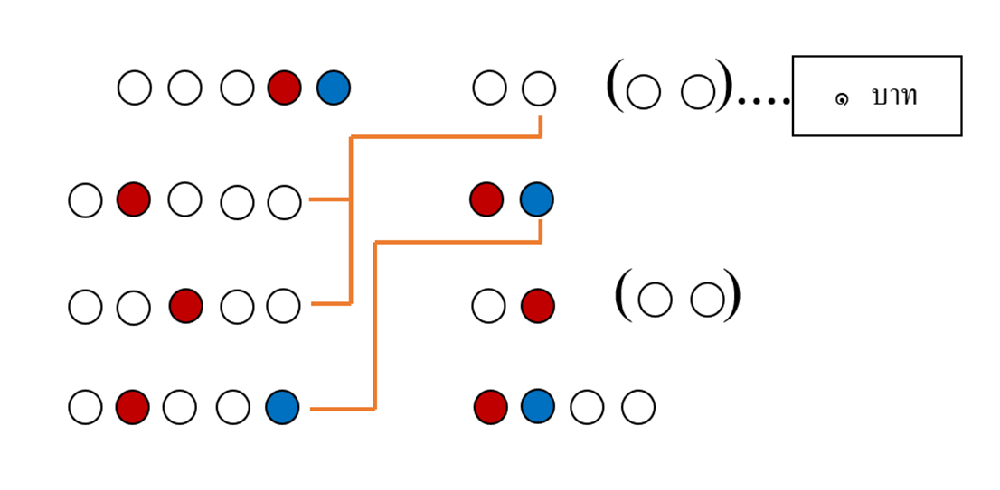 ( ) .... ๑ บาท
( )